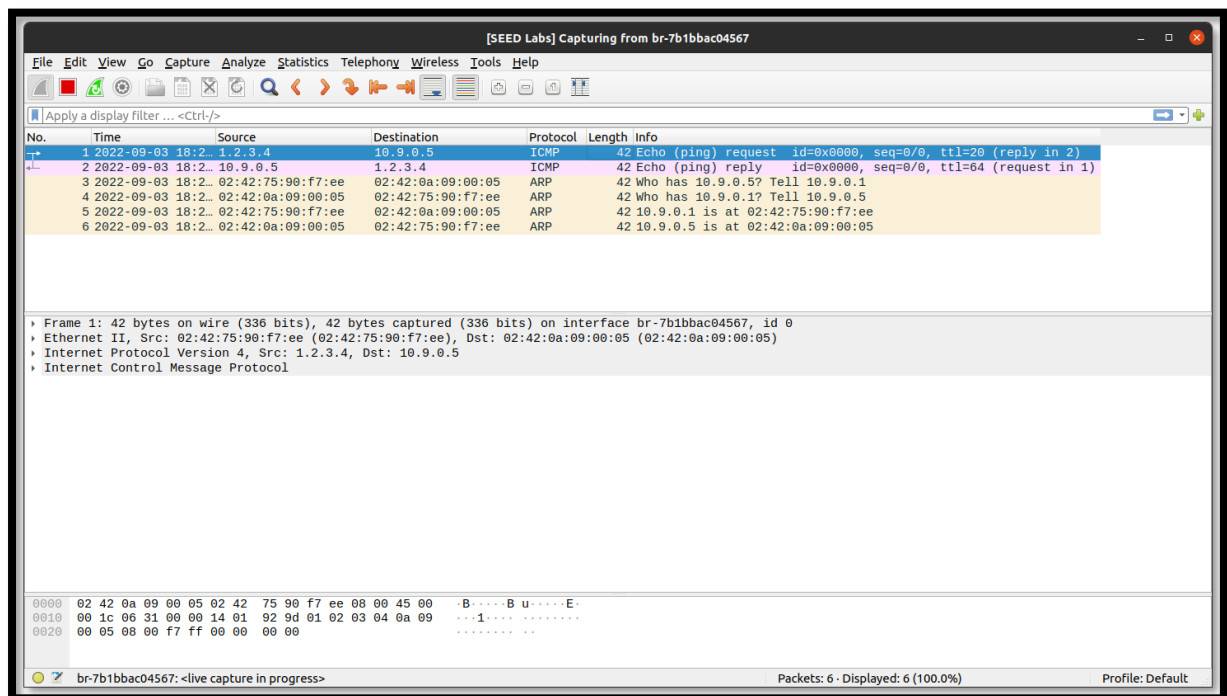 [SEED Labs] Capturing from br-7b1bbac04567
File Edit View Go Capture Analyze Statistics Telephony Wireless Tools Help
Apply a display filter … <Ctrl-/>
No. Time Source Destination Protocol Length Info
1 2022-09-03 18:2… 1.2.3.4 10.9.0.5 ICMP 42 Echo (ping) request id=0x0000, seq=0/0, ttl=20 (reply in 2)
2 2022-09-03 18:2… 10.9.0.5 1.2.3.4 ICMP 42 Echo (ping) reply id=0x0000, seq=0/0, ttl=64 (request in 1)
3 2022-09-03 18:2… 02:42:75:90:f7:ee 02:42:0a:09:00:05 ARP 42 Who has 10.9.0.5? Tell 10.9.0.1
4 2022-09-03 18:2… 02:42:0a:09:00:05 02:42:75:90:f7:ee ARP 42 Who has 10.9.0.1? Tell 10.9.0.5
5 2022-09-03 18:2… 02:42:75:90:f7:ee 02:42:0a:09:00:05 ARP 42 10.9.0.1 is at 02:42:75:90:f7:ee
6 2022-09-03 18:2… 02:42:0a:09:00:05 02:42:75:90:f7:ee ARP 42 10.9.0.5 is at 02:42:0a:09:00:05
Frame 1: 42 bytes on wire (336 bits), 42 bytes captured (336 bits) on interface br-7b1bbac04567, id 0
Ethernet II, Src: 02:42:75:90:f7:ee (02:42:75:90:f7:ee), Dst: 02:42:0a:09:00:05 (02:42:0a:09:00:05)
Internet Protocol Version 4, Src: 1.2.3.4, Dst: 10.9.0.5
Internet Control Message Protocol
0000 02 42 0a 09 00 05 02 42 75 90 f7 ee 08 00 45 00 ·B·····B u·····E·
0010 00 1c 06 31 00 00 14 01 92 9d 01 02 03 04 0a 09 ···1···· ········
0020 00 05 08 00 f7 ff 00 00 00 00 ········ ··
br-7b1bbac04567: <live capture in progress> Packets: 6 · Displayed: 6 (100.0%) Profile: Default